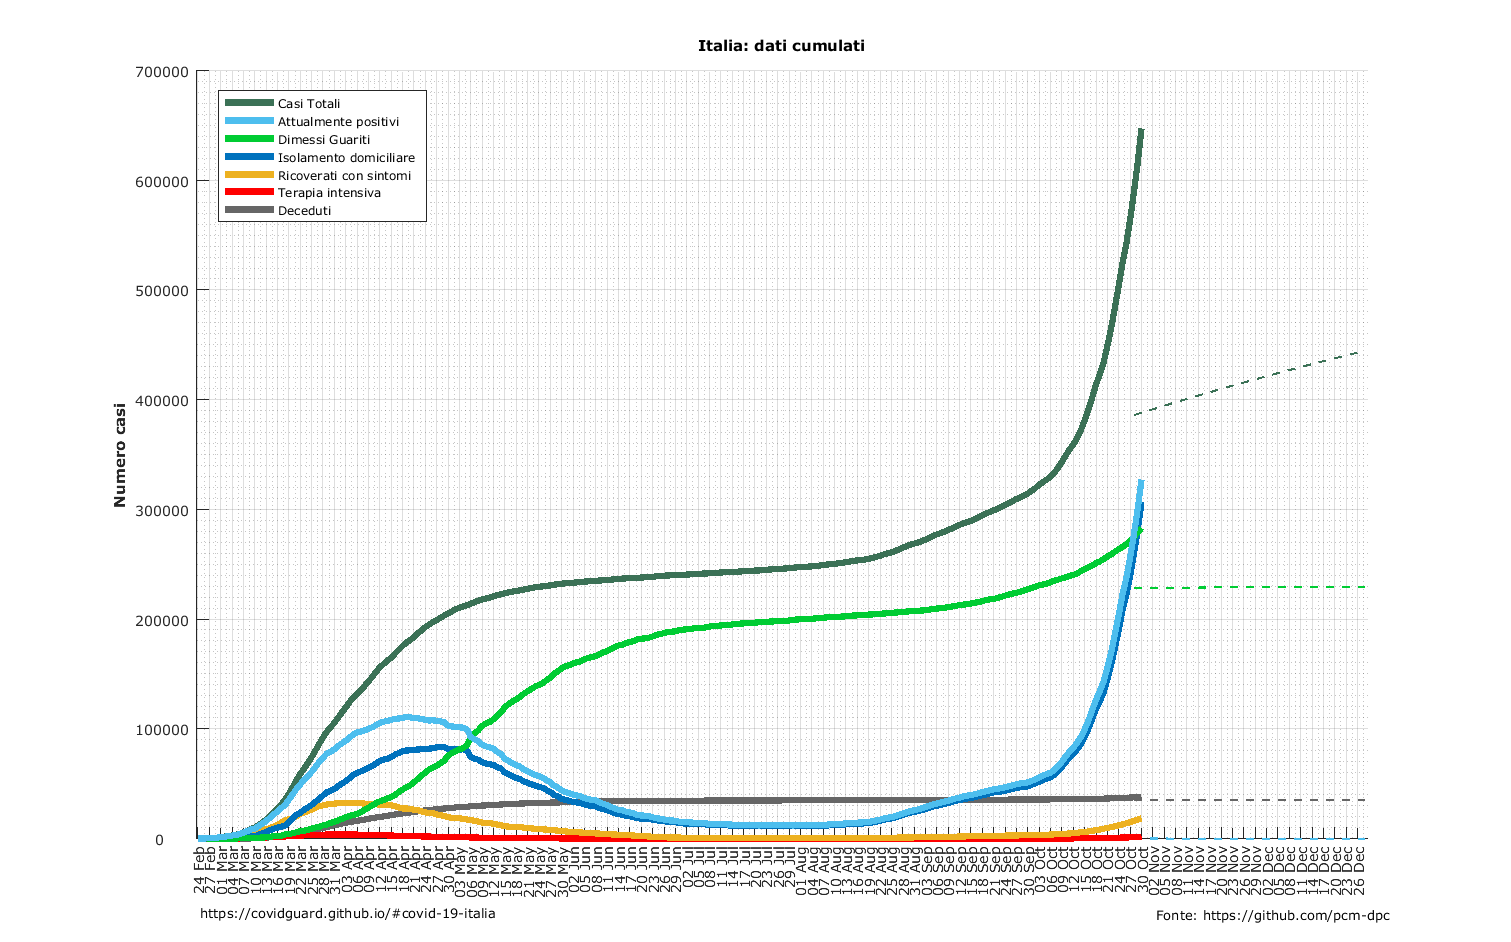 Italia: dati cumulati
700000
600000
500000
400000
300000
200000
100000
0
Numero casi
Casi Totali
Attualmente positivi
Dimessi Guariti
Isolamento domiciliare
Ricoverati con sintomi
Terapia intensiva
Deceduti
24 Feb
27 Feb
01 Mar
04 Mar
07 Mar
10 Mar
13 Mar
16 Mar
19 Mar
22 Mar
25 Mar
28 Mar
31 Mar
03 Apr
06 Apr
09 Apr
12 Apr
15 Apr
18 Apr
21 Apr
24 Apr
27 Apr
30 Apr
03 May
06 May
09 May
12 May
15 May
18 May
21 May
24 May
27 May
30 May
02 Jun
05 Jun
08 Jun
11 Jun
14 Jun
17 Jun
20 Jun
23 Jun
26 Jun
29 Jun
02 Jul
05 Jul
08 Jul
11 Jul
14 Jul
17 Jul
20 Jul
23 Jul
26 Jul
29 Jul
01 Aug
04 Aug
07 Aug
10 Aug
13 Aug
16 Aug
19 Aug
22 Aug
25 Aug
28 Aug
31 Aug
03 Sep
06 Sep
09 Sep
12 Sep
15 Sep
18 Sep
21 Sep
24 Sep
27 Sep
30 Sep
03 Oct
06 Oct
09 Oct
12 Oct
15 Oct
18 Oct
21 Oct
24 Oct
27 Oct
30 Oct
02 Nov
05 Nov
08 Nov
11 Nov
14 Nov
17 Nov
20 Nov
23 Nov
26 Nov
29 Nov
02 Dec
05 Dec
08 Dec
11 Dec
14 Dec
17 Dec
20 Dec
23 Dec
26 Dec
https://covidguard.github.io/#covid-19-italia
Fonte: https://github.com/pcm-dpc